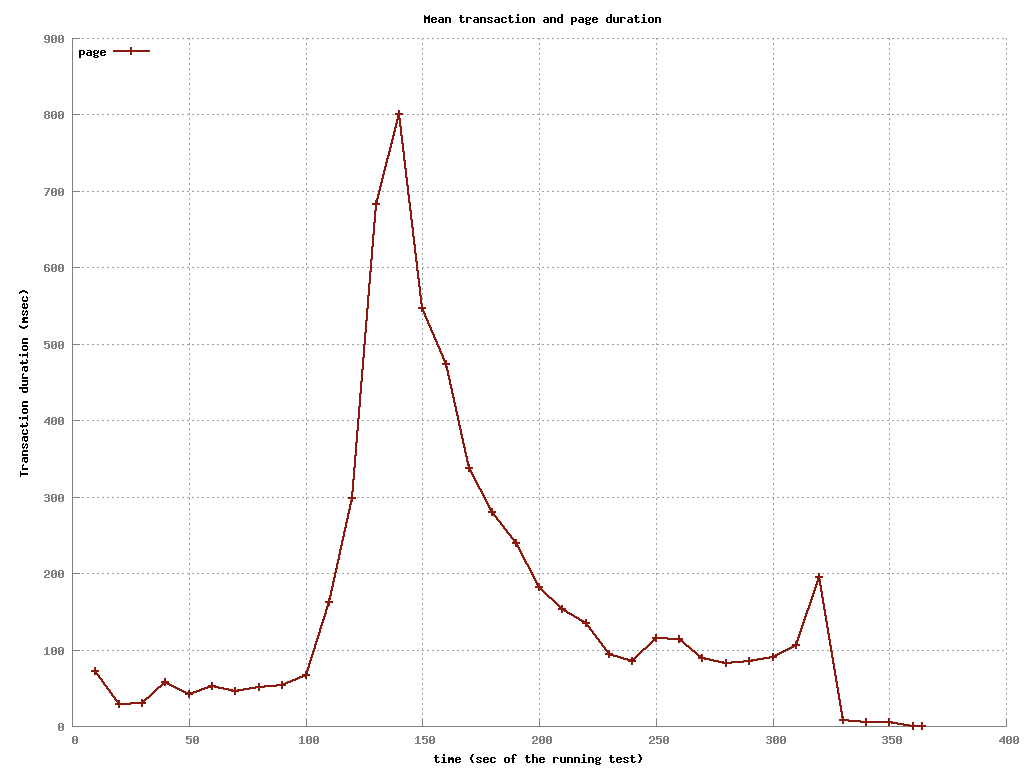 Mean transaction and page duration
900
page
800
700
600
500
400
300
200
100
0
Transaction duration (msec)
0 50 100 150 200 250 300 350 400
time (sec of the running test)